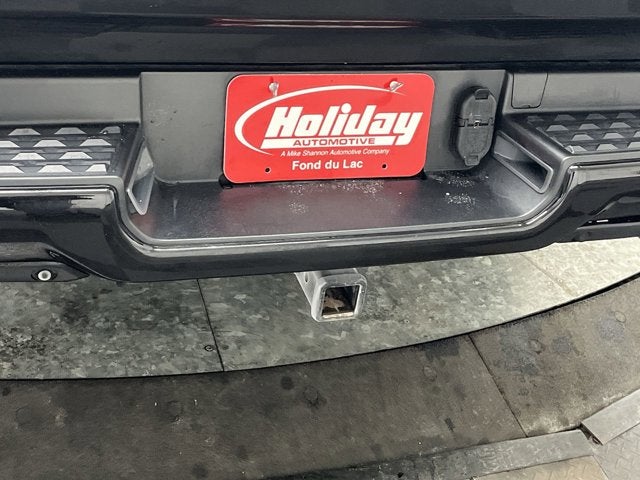 Holiday
AUTOMOTIVE
A Mike Shannon Automotive Company
Fond du Lac